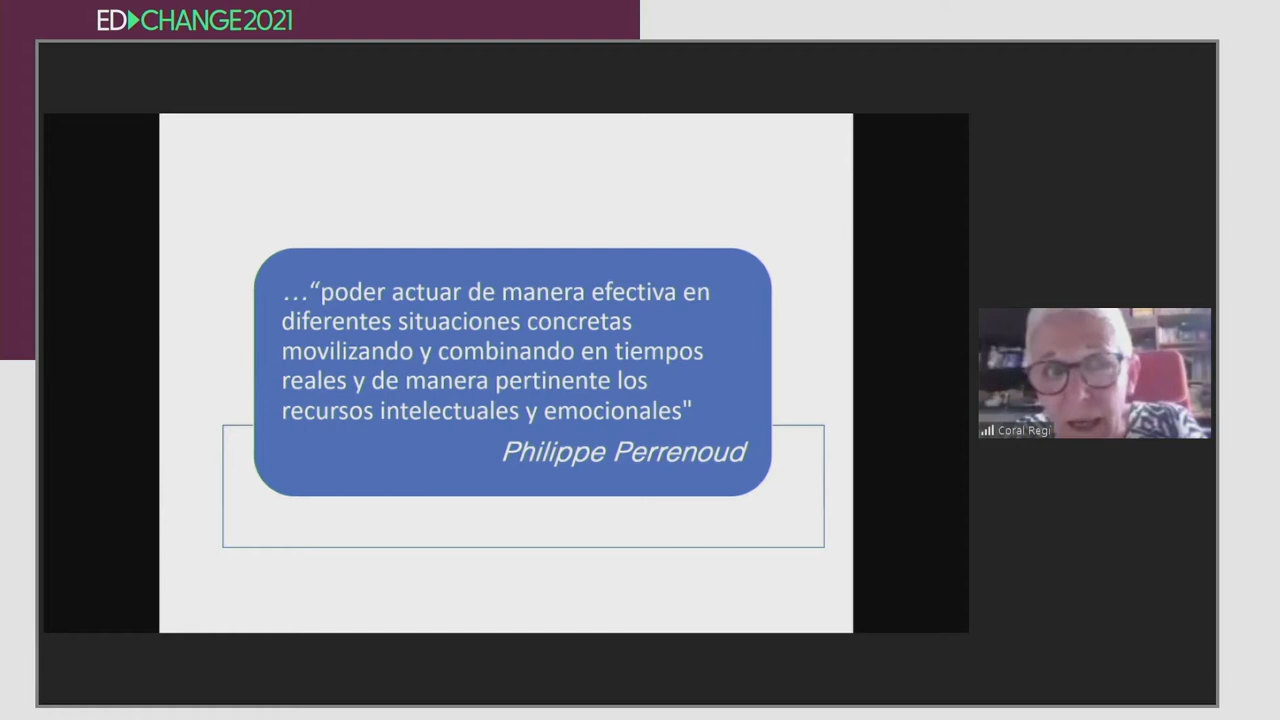 ED▶CHANGE2021
…“poder actuar de manera efectiva en
diferentes situaciones concretas
movilizando y combinando en tiempos
reales y de manera pertinente los
recursos intelectuales y emocionales"
Philippe Perrenoud
Coral Regí